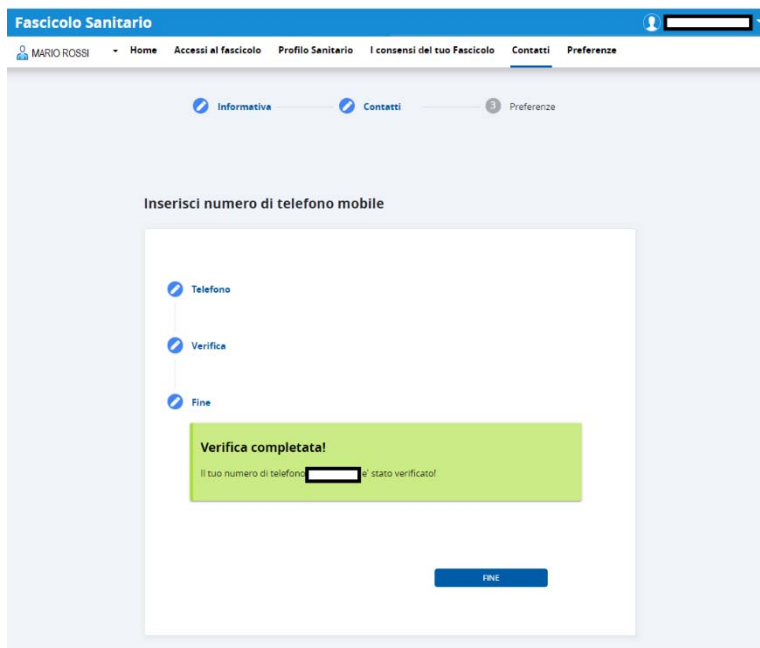 Fascicolo Sanitario
MARIO ROSSI Home Accessi al fascicolo Profilo Sanitario I consensi del tuo Fascicolo Contatti Preferenze
Informativa Contatti 3 Preferenze
Inserisci numero di telefono mobile
Telefono
Verifica
Fine
Verifica completata!
Il tuo numero di telefono e' stato verificato!
FINE